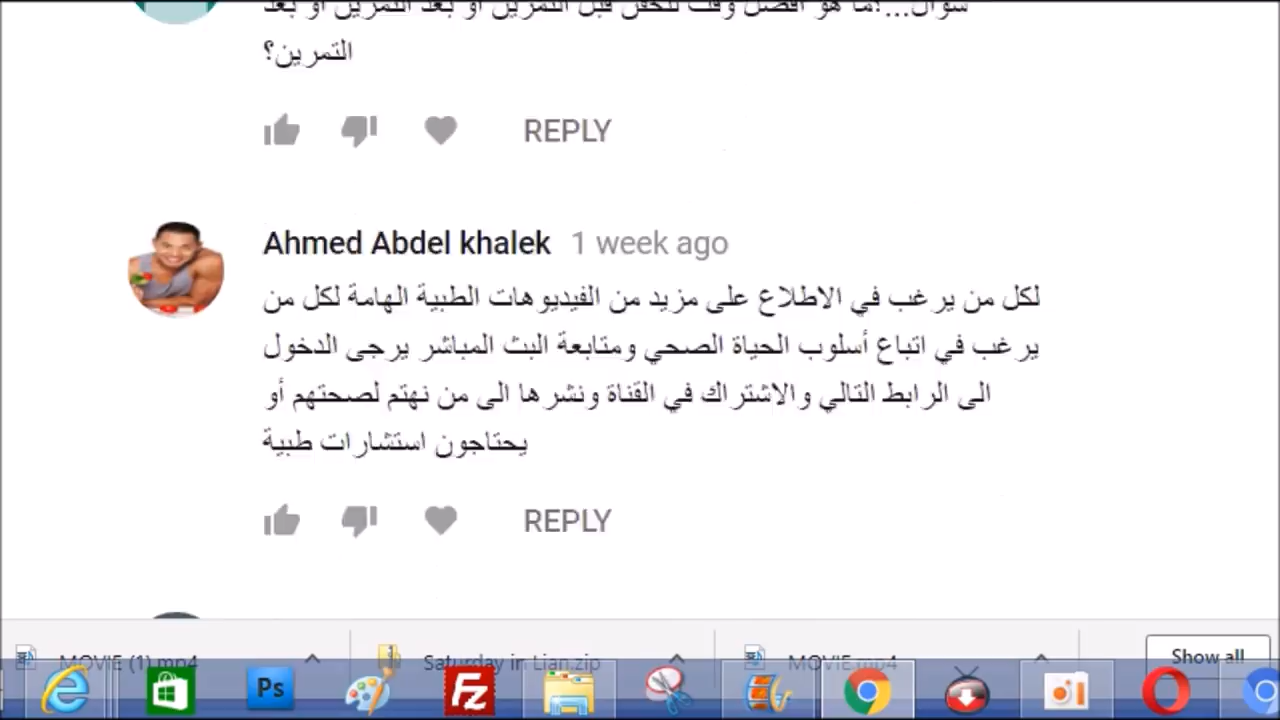 سؤال...؟ما هو أفضل وقت للحقن قبل التمرين أو بعد التمرين أو بعد
التمرين؟
REPLY
Ahmed Abdel khalek 1 week ago
لكل من يرغب في الاطلاع على مزيد من الفيديوهات الطبية الهامة لكل من
يرغب في اتباع أسلوب الحياة الصحي ومتابعة البث المباشر يرجى الدخول
الى الرابط التالي والاشتراك في القناة ونشرها الى من نهتم لصحتهم أو
يحتاجون استشارات طبية
REPLY
MOVIE (1).mp4 Saturday in Lian.zip MOVIE.mp4 Show all
Ps Fz